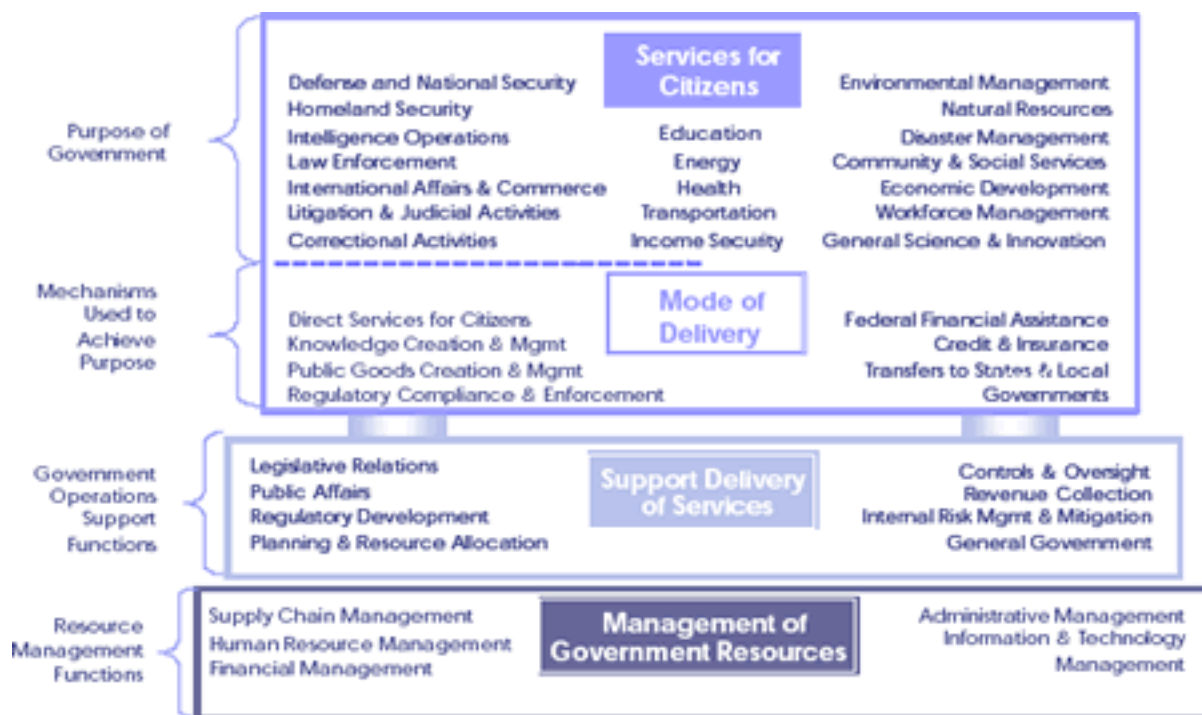 Purpose of
Government
Services for
Citizens
Defense and National Security
Homeland Security
Intelligence Operations
Law Enforcement
International Affairs & Commerce
Litigation & Judicial Activities
Correctional Activities
Education
Energy
Health
Transportation
Income Security
Environmental Management
Natural Resources
Disaster Management
Community & Social Services
Economic Development
Workforce Management
General Science & Innovation
Mechanisms
Used to
Achieve
Purpose
Mode of
Delivery
Direct Services for Citizens
Knowledge Creation & Mgmt
Public Goods Creation & Mgmt
Regulatory Compliance & Enforcement
Federal Financial Assistance
Credit & Insurance
Transfers to States & Local
Governments
Government
Operations
Support
Functions
Support Delivery
of Services
Legislative Relations
Public Affairs
Regulatory Development
Planning & Resource Allocation
Controls & Oversight
Revenue Collection
Internal Risk Mgmt & Mitigation
General Government
Resource
Management
Functions
Management of
Government Resources
Supply Chain Management
Human Resource Management
Financial Management
Administrative Management
Information & Technology
Management